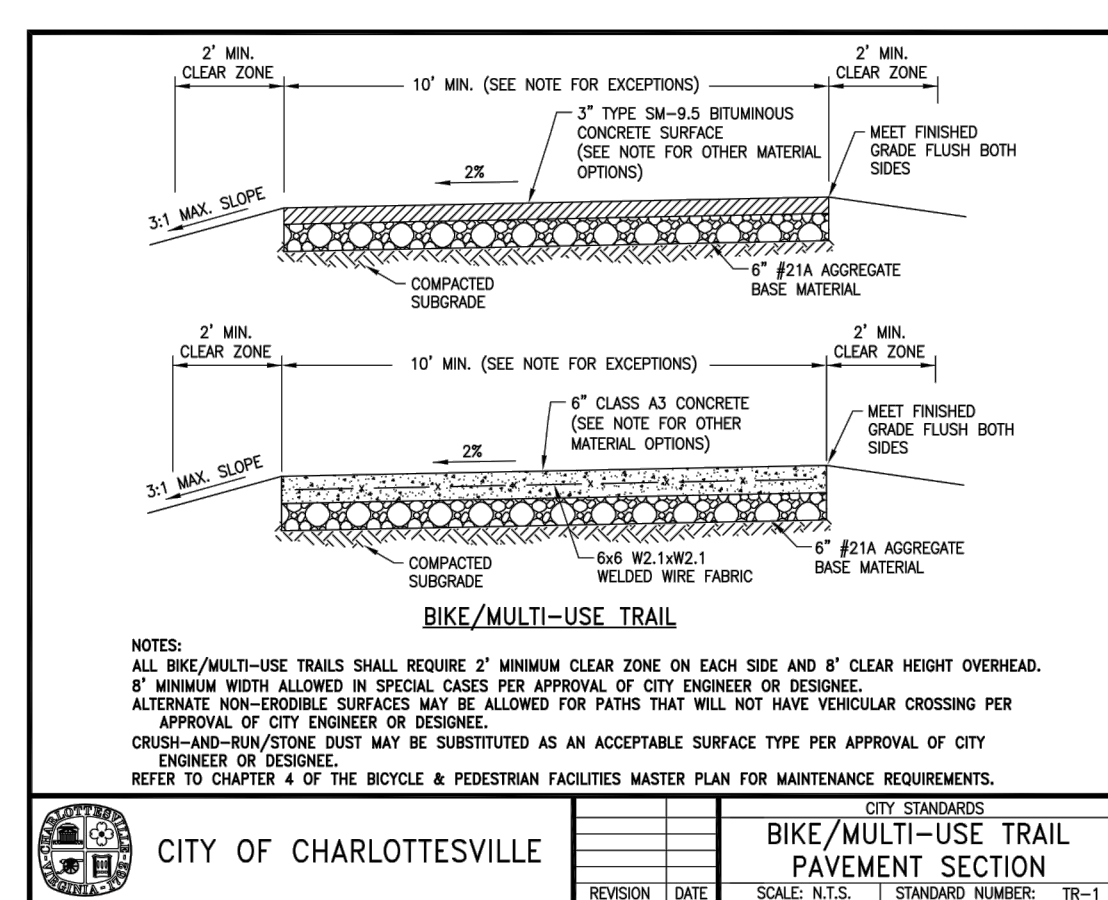 2' MIN.
CLEAR ZONE
10' MIN. (SEE NOTE FOR EXCEPTIONS)
2' MIN.
CLEAR ZONE
3" TYPE SM-9.5 BITUMINOUS
CONCRETE SURFACE
(SEE NOTE FOR OTHER MATERIAL
OPTIONS)
MEET FINISHED
GRADE FLUSH BOTH
SIDES
2%
3:1 MAX. SLOPE
COMPACTED
SUBGRADE
6" #21A AGGREGATE
BASE MATERIAL
2' MIN.
CLEAR ZONE
10' MIN. (SEE NOTE FOR EXCEPTIONS)
2' MIN.
CLEAR ZONE
6" CLASS A3 CONCRETE
(SEE NOTE FOR OTHER
MATERIAL OPTIONS)
MEET FINISHED
GRADE FLUSH BOTH
SIDES
2%
3:1 MAX. SLOPE
COMPACTED
SUBGRADE
6x6 W2.1xW2.1
WELDED WIRE FABRIC
6" #21A AGGREGATE
BASE MATERIAL
BIKE/MULTI-USE TRAIL
NOTES:
ALL BIKE/MULTI-USE TRAILS SHALL REQUIRE 2' MINIMUM CLEAR ZONE ON EACH SIDE AND 8' CLEAR HEIGHT OVERHEAD.
8' MINIMUM WIDTH ALLOWED IN SPECIAL CASES PER APPROVAL OF CITY ENGINEER OR DESIGNEE.
ALTERNATE NON-ERODIBLE SURFACES MAY BE ALLOWED FOR PATHS THAT WILL NOT HAVE VEHICULAR CROSSING PER
APPROVAL OF CITY ENGINEER OR DESIGNEE.
CRUSH-AND-RUN/STONE DUST MAY BE SUBSTITUTED AS AN ACCEPTABLE SURFACE TYPE PER APPROVAL OF CITY
ENGINEER OR DESIGNEE.
REFER TO CHAPTER 4 OF THE BICYCLE & PEDESTRIAN FACILITIES MASTER PLAN FOR MAINTENANCE REQUIREMENTS.
CHARLOTTESVILLE
VIRGINIA-1762
CITY OF CHARLOTTESVILLE
REVISION DATE
CITY STANDARDS
BIKE/MULTI-USE TRAIL
PAVEMENT SECTION
SCALE: N.T.S. STANDARD NUMBER: TR-1